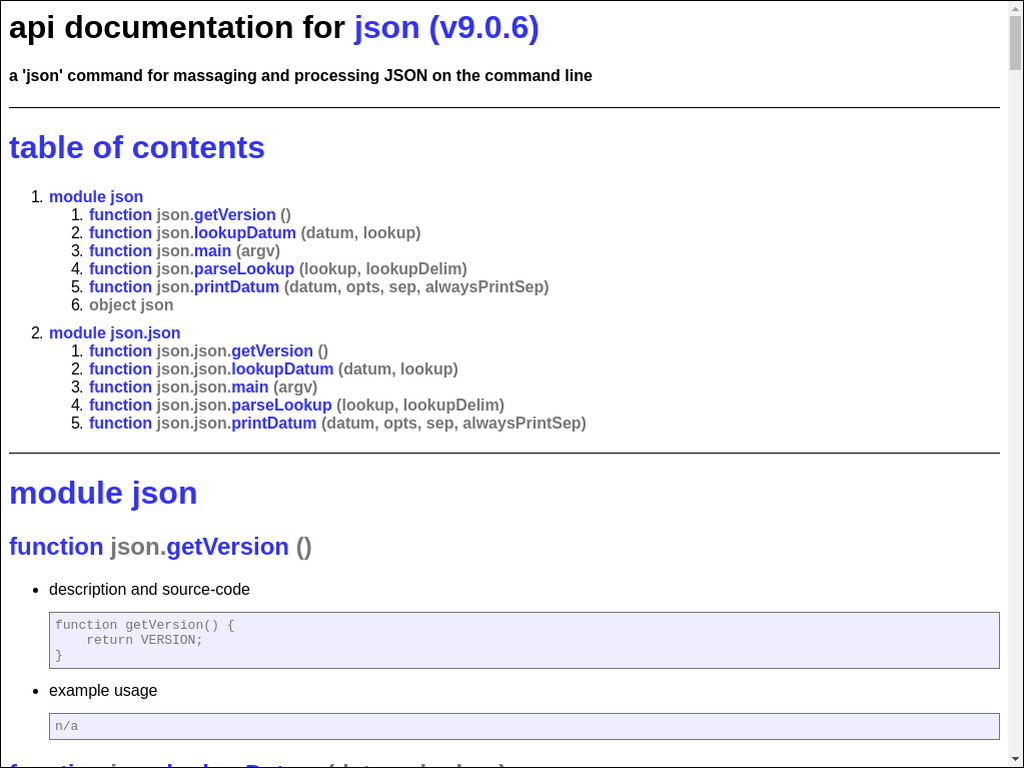 api documentation for json (v9.0.6)
a 'json' command for massaging and processing JSON on the command line
table of contents
1. module json
1. function json.getVersion ()
2. function json.lookupDatum (datum, lookup)
3. function json.main (argv)
4. function json.parseLookup (lookup, lookupDelim)
5. function json.printDatum (datum, opts, sep, alwaysPrintSep)
6. object json
2. module json.json
1. function json.json.getVersion ()
2. function json.json.lookupDatum (datum, lookup)
3. function json.json.main (argv)
4. function json.json.parseLookup (lookup, lookupDelim)
5. function json.json.printDatum (datum, opts, sep, alwaysPrintSep)
module json
function json.getVersion ()
• description and source-code
function getVersion() {
    return VERSION;
}
• example usage
n/a